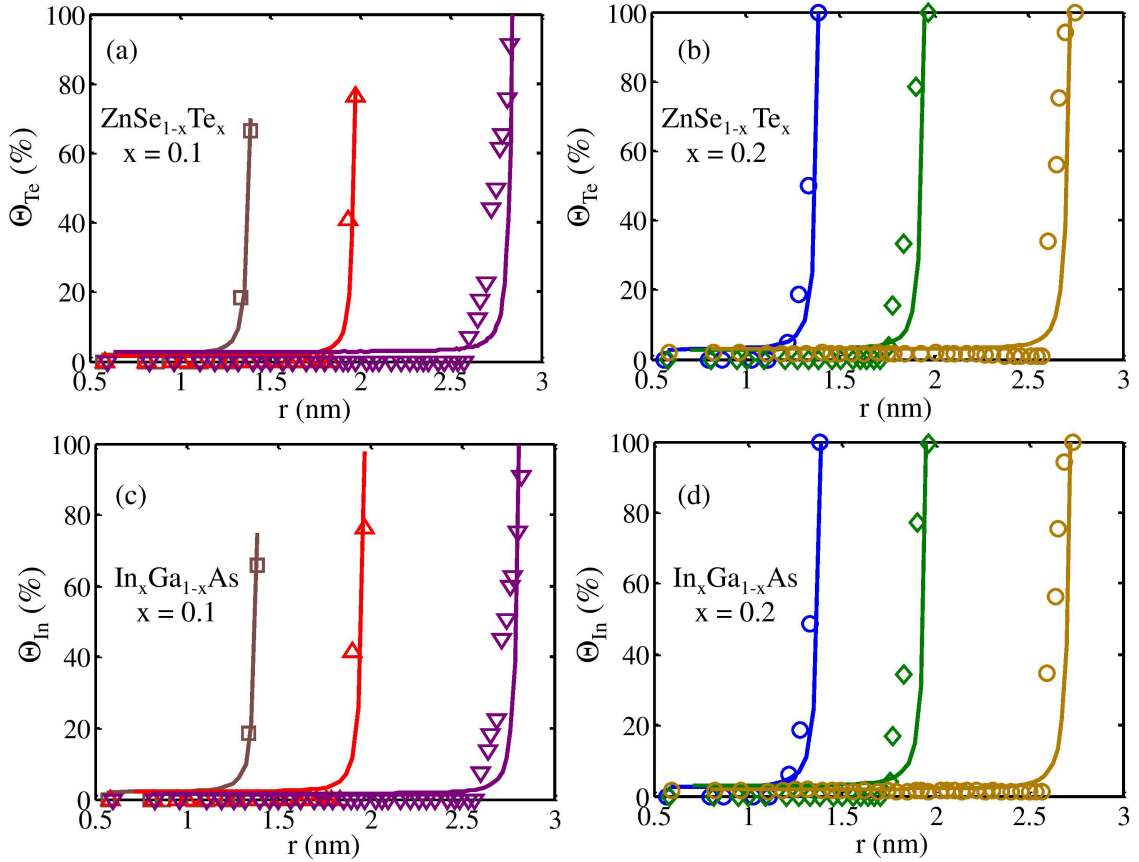 (a)
ZnSe1-xTex
x = 0.1
ΘTe (%)
100
80
60
40
20
0
0.5 1 1.5 2 2.5 3
r (nm)
(b)
ZnSe1-xTex
x = 0.2
ΘTe (%)
100
80
60
40
20
0
0.5 1 1.5 2 2.5 3
r (nm)
(c)
InxGa1-xAs
x = 0.1
ΘIn (%)
100
80
60
40
20
0
0.5 1 1.5 2 2.5 3
r (nm)
(d)
InxGa1-xAs
x = 0.2
ΘIn (%)
100
80
60
40
20
0
0.5 1 1.5 2 2.5 3
r (nm)